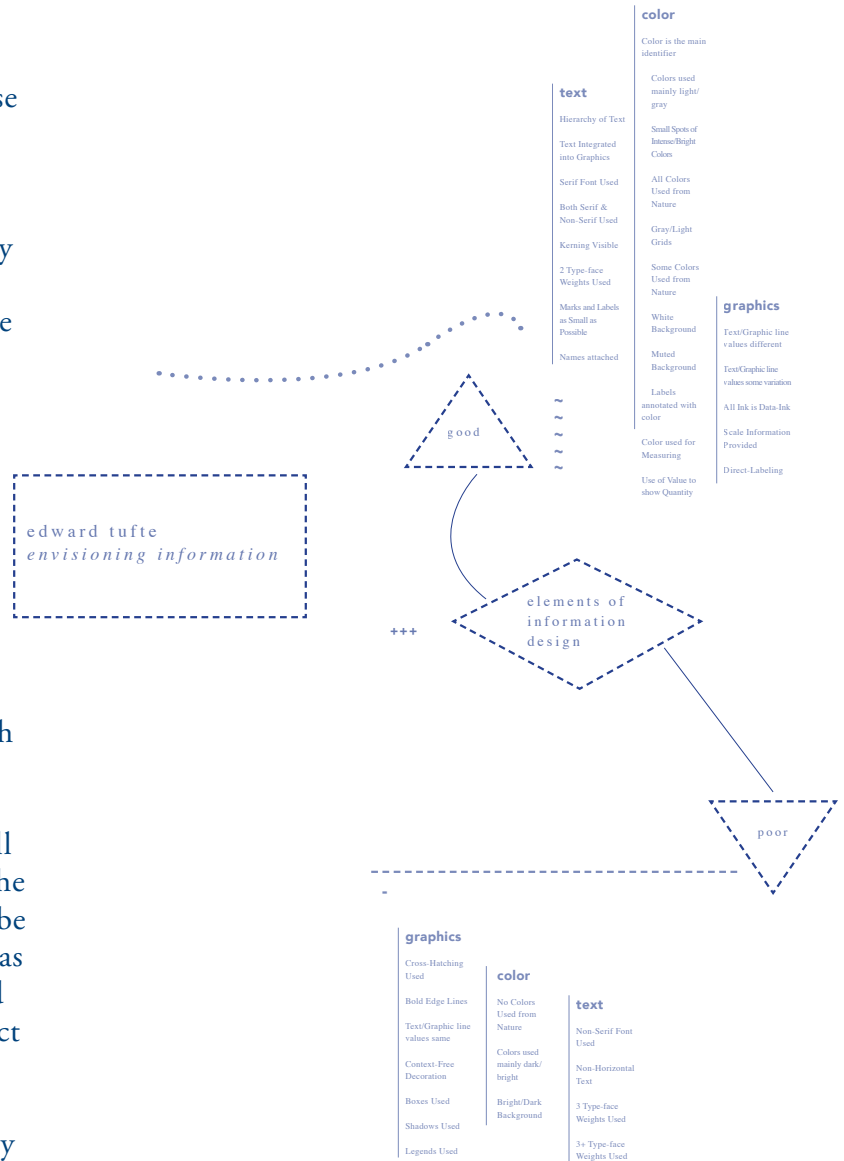 se
y
e
h
ll
he
be
as
d
ct
y
edward tufte
envisioning information
good
~
~
~
~
~
text
Hierarchy of Text
Text Integrated
into Graphics
Serif Font Used
Both Serif &
Non-Serif Used
Kerning Visible
2 Type-face
Weights Used
Marks and Labels
as Small as
Possible
Names attached
color
Color is the main
identifier
Colors used
mainly light/
gray
Small Spots of
Intense/Bright
Colors
All Colors
Used from
Nature
Gray/Light
Grids
Some Colors
Used from
Nature
White
Background
Muted
Background
Labels
annotated with
color
Color used for
Measuring
Use of Value to
show Quantity
graphics
Text/Graphic line
values different
Text/Graphic line
values some variation
All Ink is Data-Ink
Scale Information
Provided
Direct-Labeling
+++
elements of
information
design
poor
-
graphics
Cross-Hatching
Used
Bold Edge Lines
Text/Graphic line
values same
Context-Free
Decoration
Boxes Used
Shadows Used
Legends Used
color
No Colors
Used from
Nature
Colors used
mainly dark/
bright
Bright/Dark
Background
text
Non-Serif Font
Used
Non-Horizontal
Text
3 Type-face
Weights Used
3+ Type-face
Weights Used